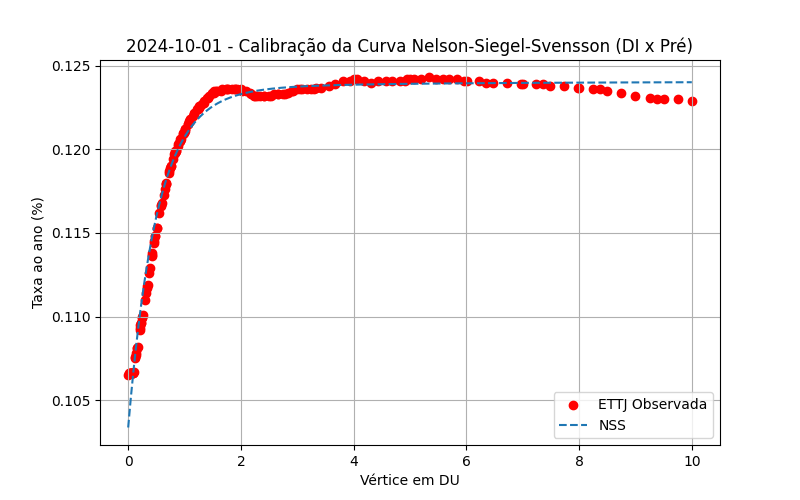 2024-10-01 - Calibração da Curva Nelson-Siegel-Svensson (DI x Pré)
Taxa ao ano (%)
0.125
0.120
0.115
0.110
0.105
ETTJ Observada
NSS
0 2 4 6 8 10
Vértice em DU